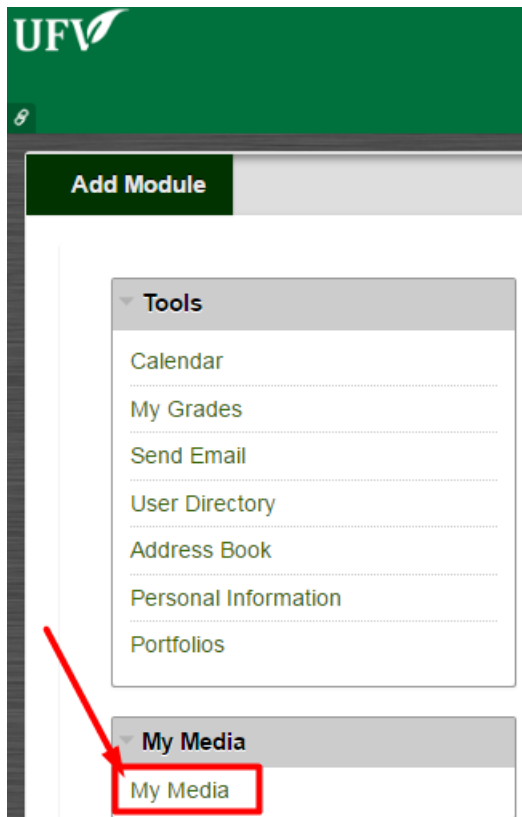 UFV
Add Module
Tools
Calendar
My Grades
Send Email
User Directory
Address Book
Personal Information
Portfolios
My Media
My Media